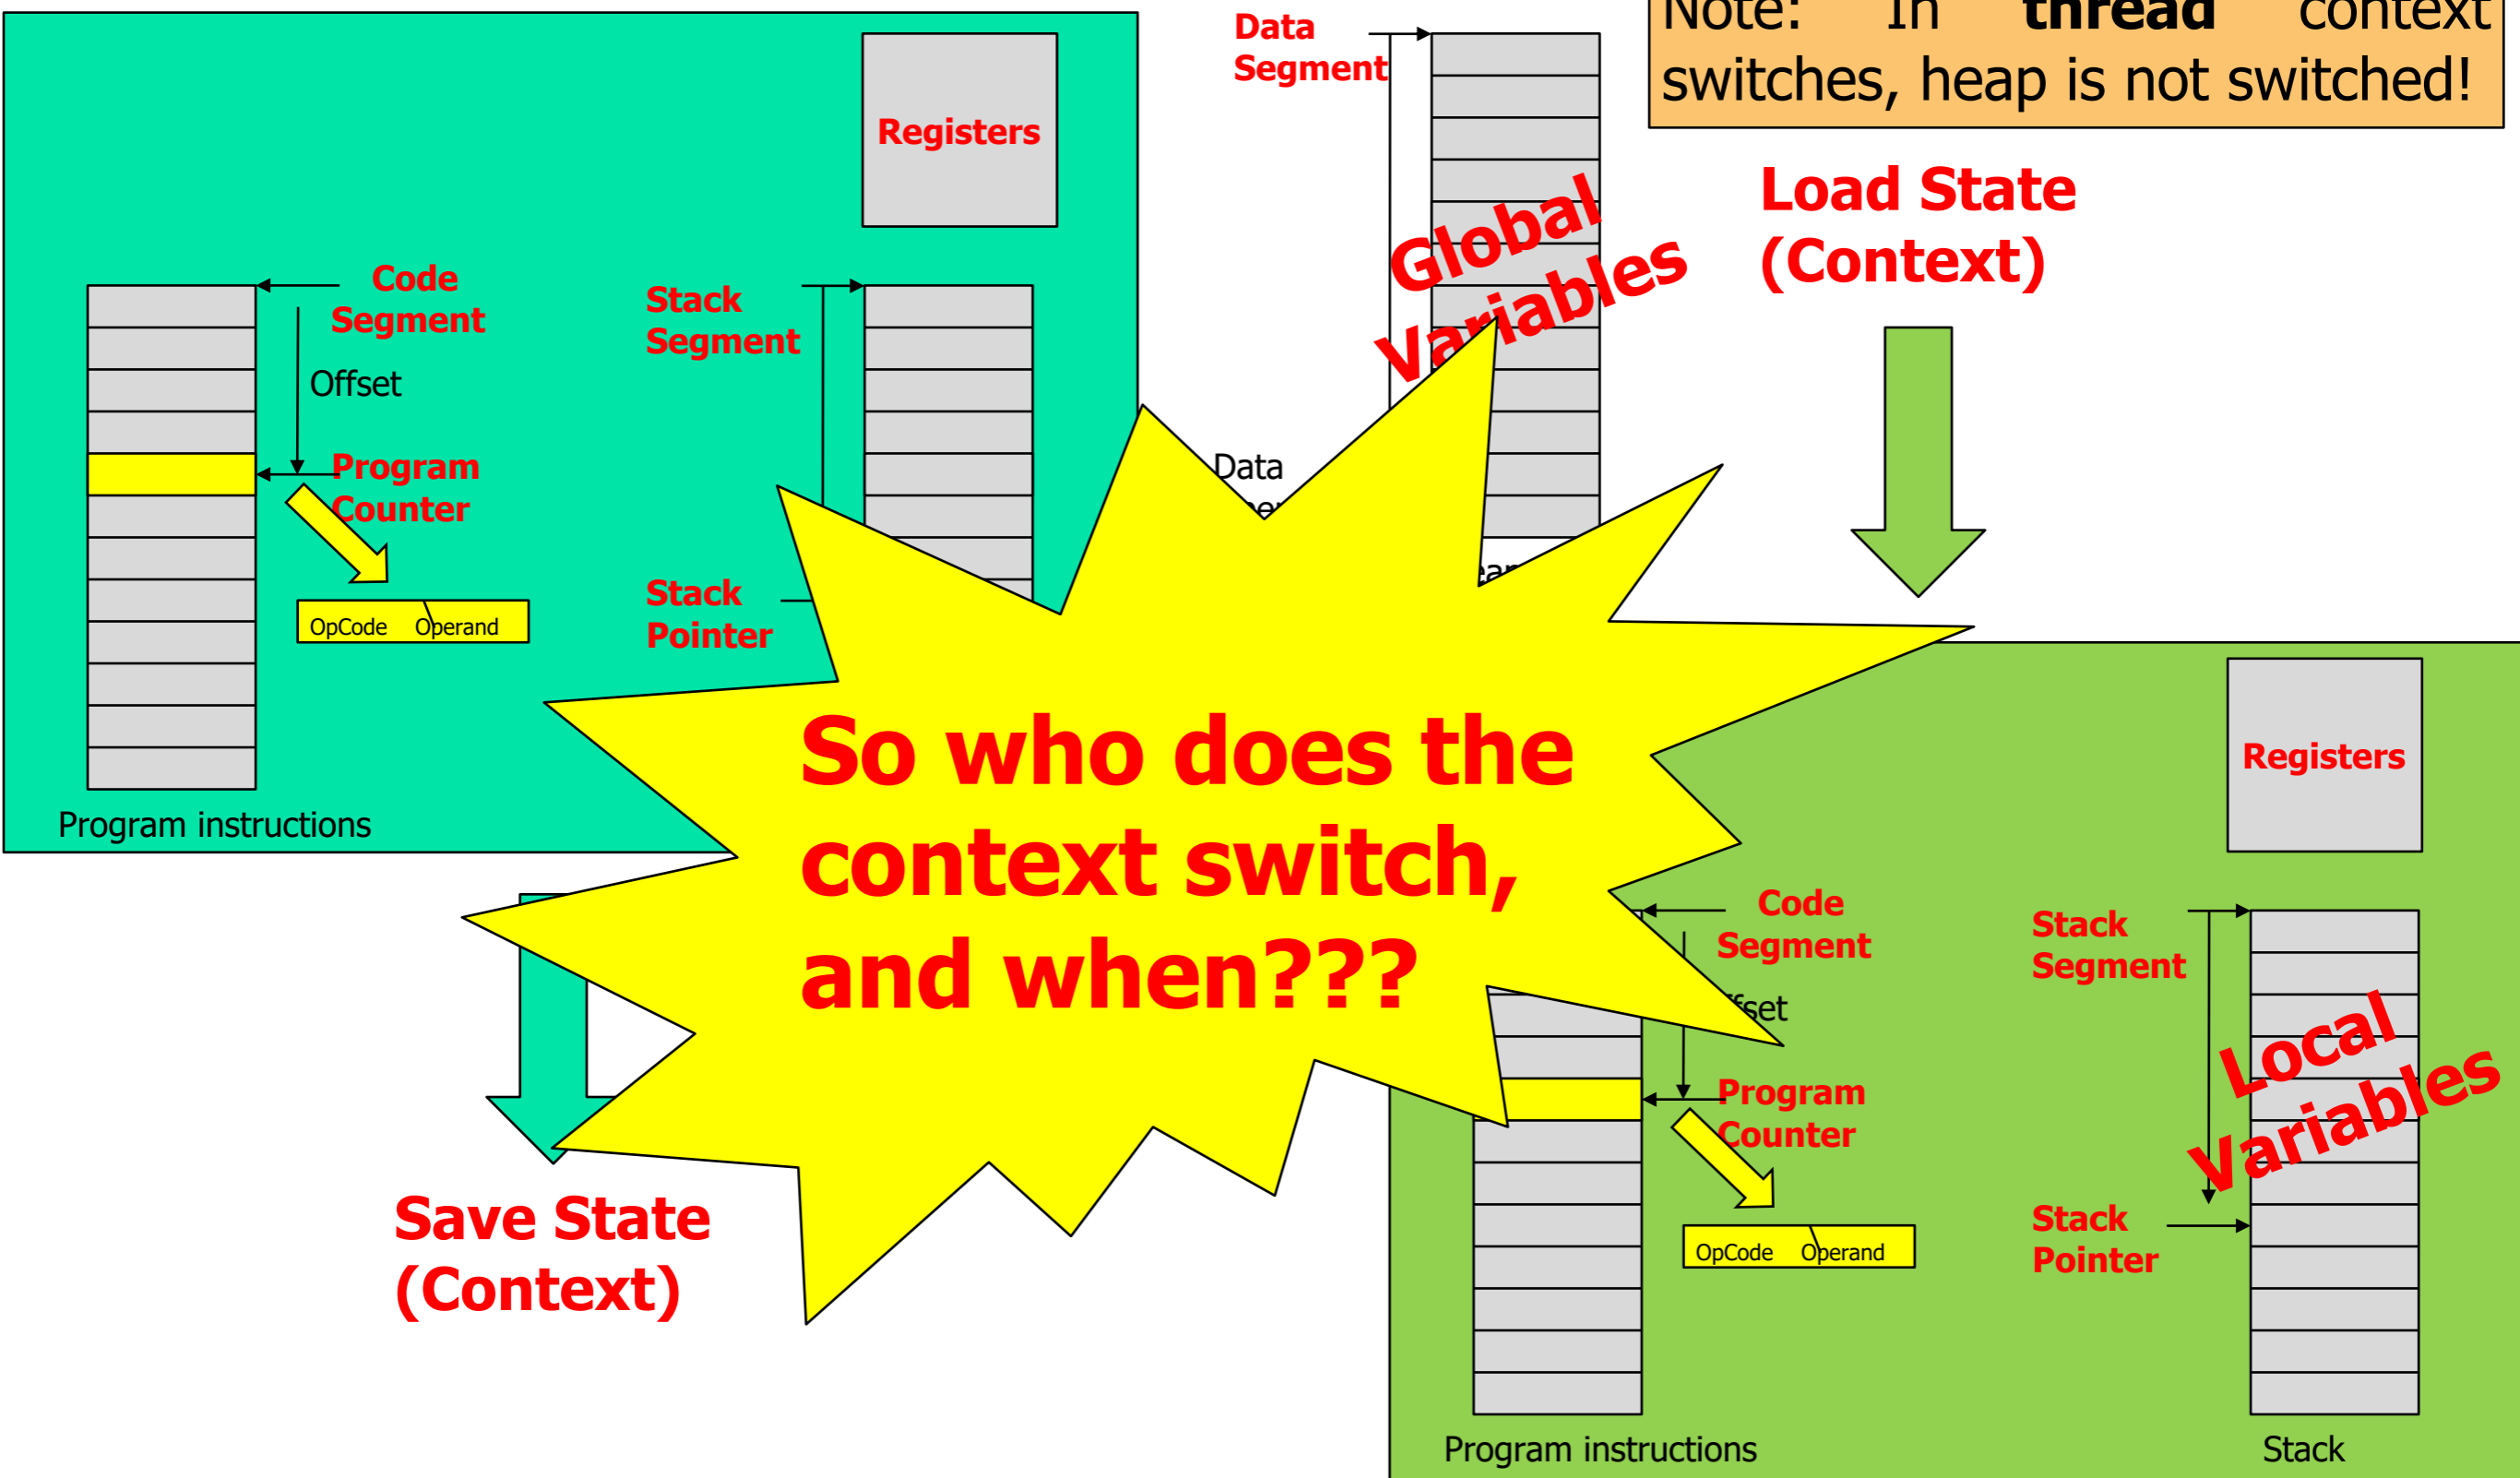 Note: In thread context
switches, heap is not switched!
Data
Segment
Registers
Load State
(Context)
Global
Variables
Code
Segment
Offset
Stack
Segment
Program
Counter
Data
Stack
Pointer
OpCode Operand
Program instructions
So who does the
context switch,
and when???
Registers
Code
Segment
Stack
Segment
Local
Variables
Program
Counter
Save State
(Context)
Stack
Pointer
OpCode Operand
Program instructions
Stack